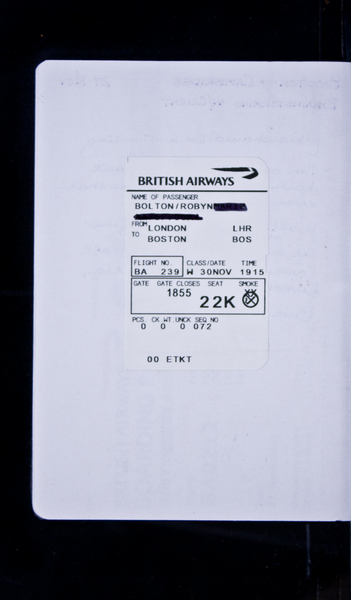 BRITISH AIRWAYS
NAME OF PASSENGER
BOLTON/ROBYN
FROM LONDON LHR
TO BOSTON BOS
FLIGHT NO. CLASS/DATE TIME
BA 239 W 30NOV 1915
GATE GATE CLOSES SEAT SMOKE
1855 22K
PCS CK.WT.UNCK SEQ NO
0 0 0 072
00 ETKT